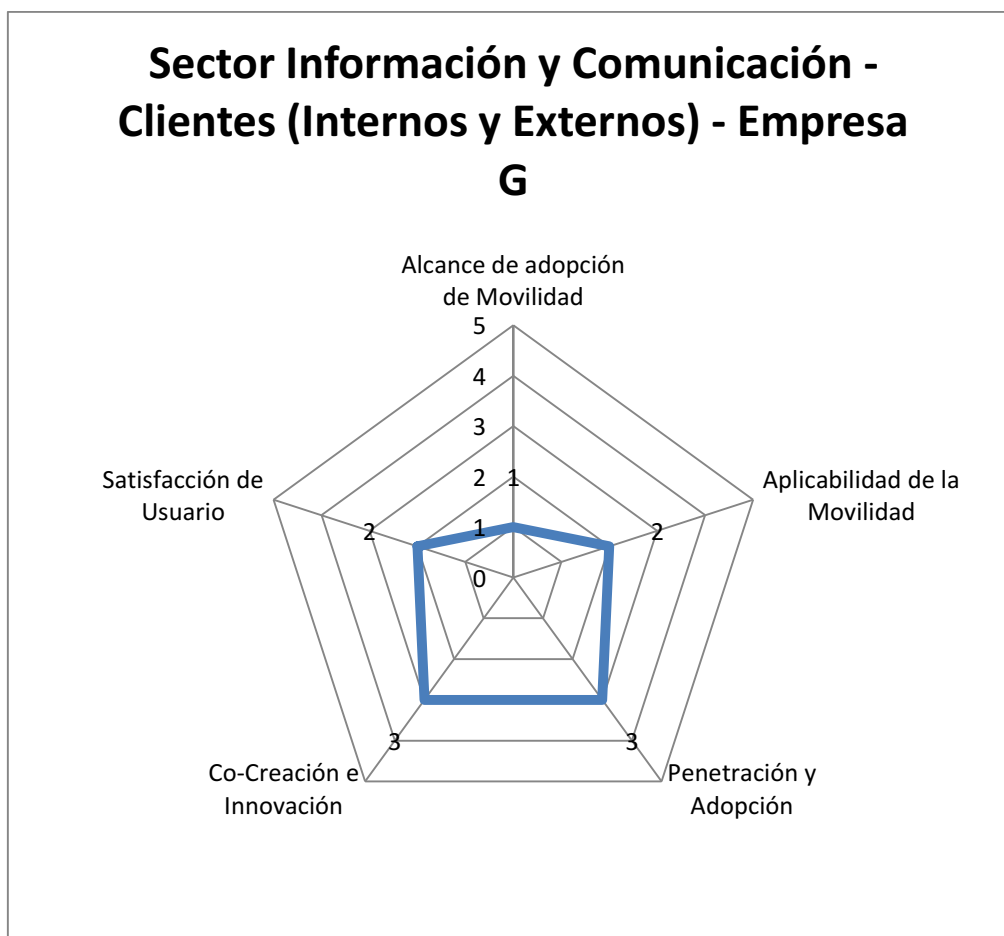 Sector Información y Comunicación -
Clientes (Internos y Externos) - Empresa
G
Alcance de adopción
de Movilidad
5
4
3
2
1
1
0
Aplicabilidad de la
Movilidad
2
Penetración y
Adopción
3
Co-Creación e
Innovación
3
Satisfacción de
Usuario
2